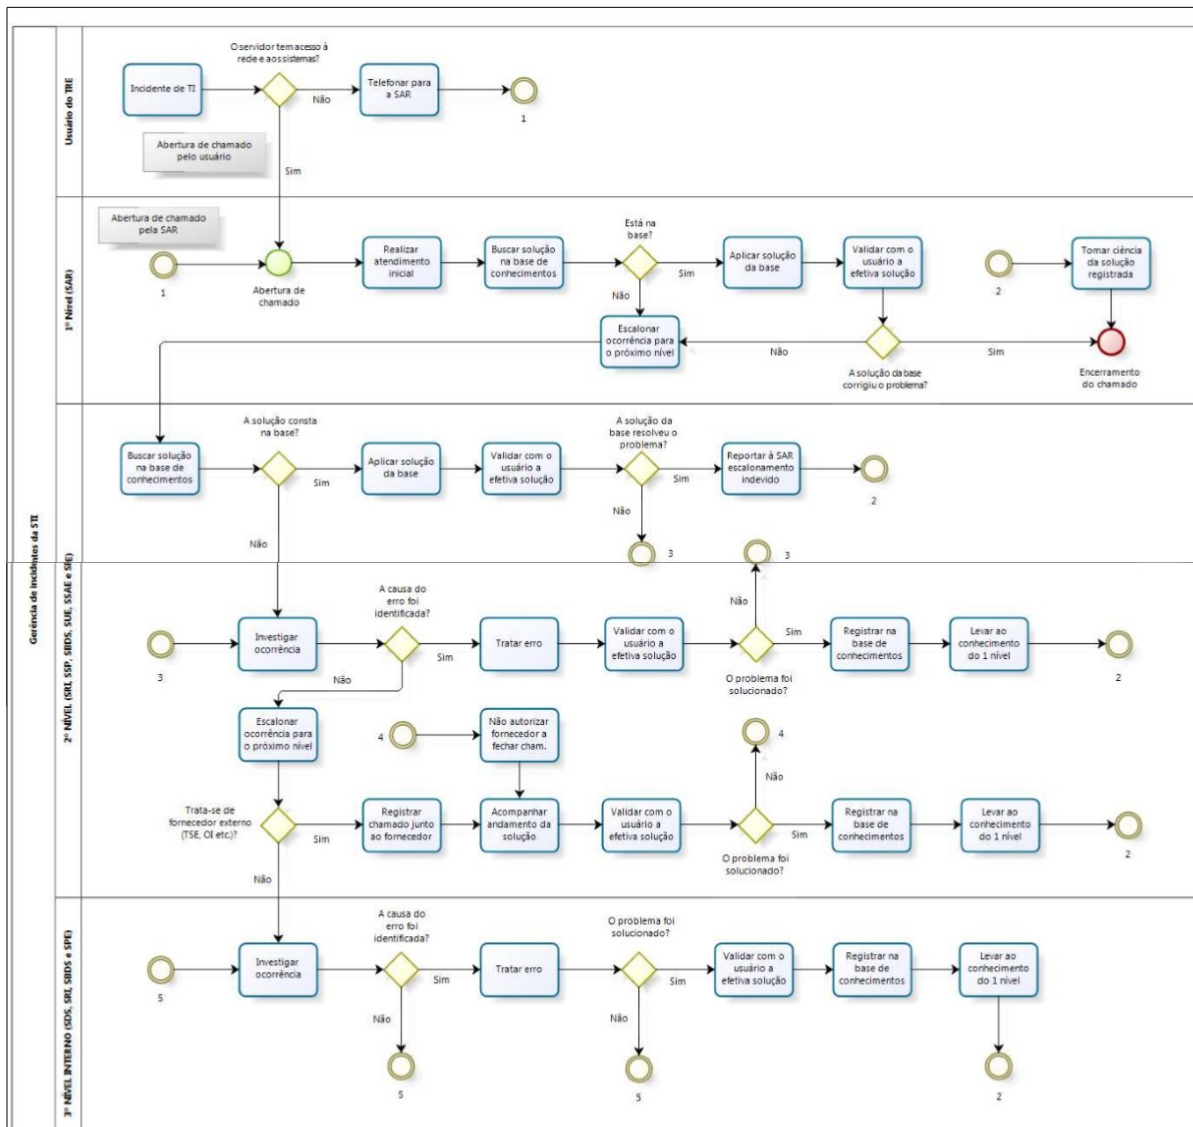 Gerência de incidentes da STI
Usuário do TRE
O servidor tem acesso à
rede e aos sistemas?
Incidente de TI
Não
Telefonar para
a SAR
1
Abertura de chamado
pelo usuário
Sim
1º Nível (SAR)
Abertura de chamado
pela SAR
1
Abertura de
chamado
Realizar
atendimento
inicial
Buscar solução
na base de
conhecimentos
Está na
base?
Sim
Não
Aplicar solução
da base
Validar com o
usuário a
efetiva solução
2
Tomar ciência
da solução
registrada
Escalonar
ocorrência para
o próximo nível
Não
Sim
A solução da base
corrigiu o problema?
Encerramento
do chamado
2º NÍVEL (SRI, SSP, SBDS, SUE, SSAE e SPE)
Buscar solução
na base de
conhecimentos
A solução consta
na base?
Sim
Não
Aplicar solução
da base
Validar com o
usuário a
efetiva solução
A solução da
base resolveu o
problema?
Sim
Não
3
Reportar à SAR
escalonamento
indevido
2
3
3
Investigar
ocorrência
A causa do
erro foi
identificada?
Sim
Não
Tratar erro
Validar com o
usuário a
efetiva solução
Não
Sim
O problema foi
solucionado?
Registrar na
base de
conhecimentos
Levar ao
conhecimento
do 1 nível
2
Escalonar
ocorrência para
o próximo nível
4
Não autorizar
fornecedor a
fechar cham.
4
Trata-se de
fornecedor externo
(TSE, OI etc.)?
Sim
Não
Registrar
chamado junto
ao fornecedor
Acompanhar
andamento da
solução
Validar com o
usuário a
efetiva solução
Não
Sim
O problema foi
solucionado?
Registrar na
base de
conhecimentos
Levar ao
conhecimento
do 1 nível
2
3º NÍVEL INTERNO (SDS, SRI, SBDS e SPE)
5
Investigar
ocorrência
A causa do
erro foi
identificada?
Sim
Não
5
Tratar erro
O problema foi
solucionado?
Sim
Não
5
Validar com o
usuário a
efetiva solução
Registrar na
base de
conhecimentos
Levar ao
conhecimento
do 1 nível
2